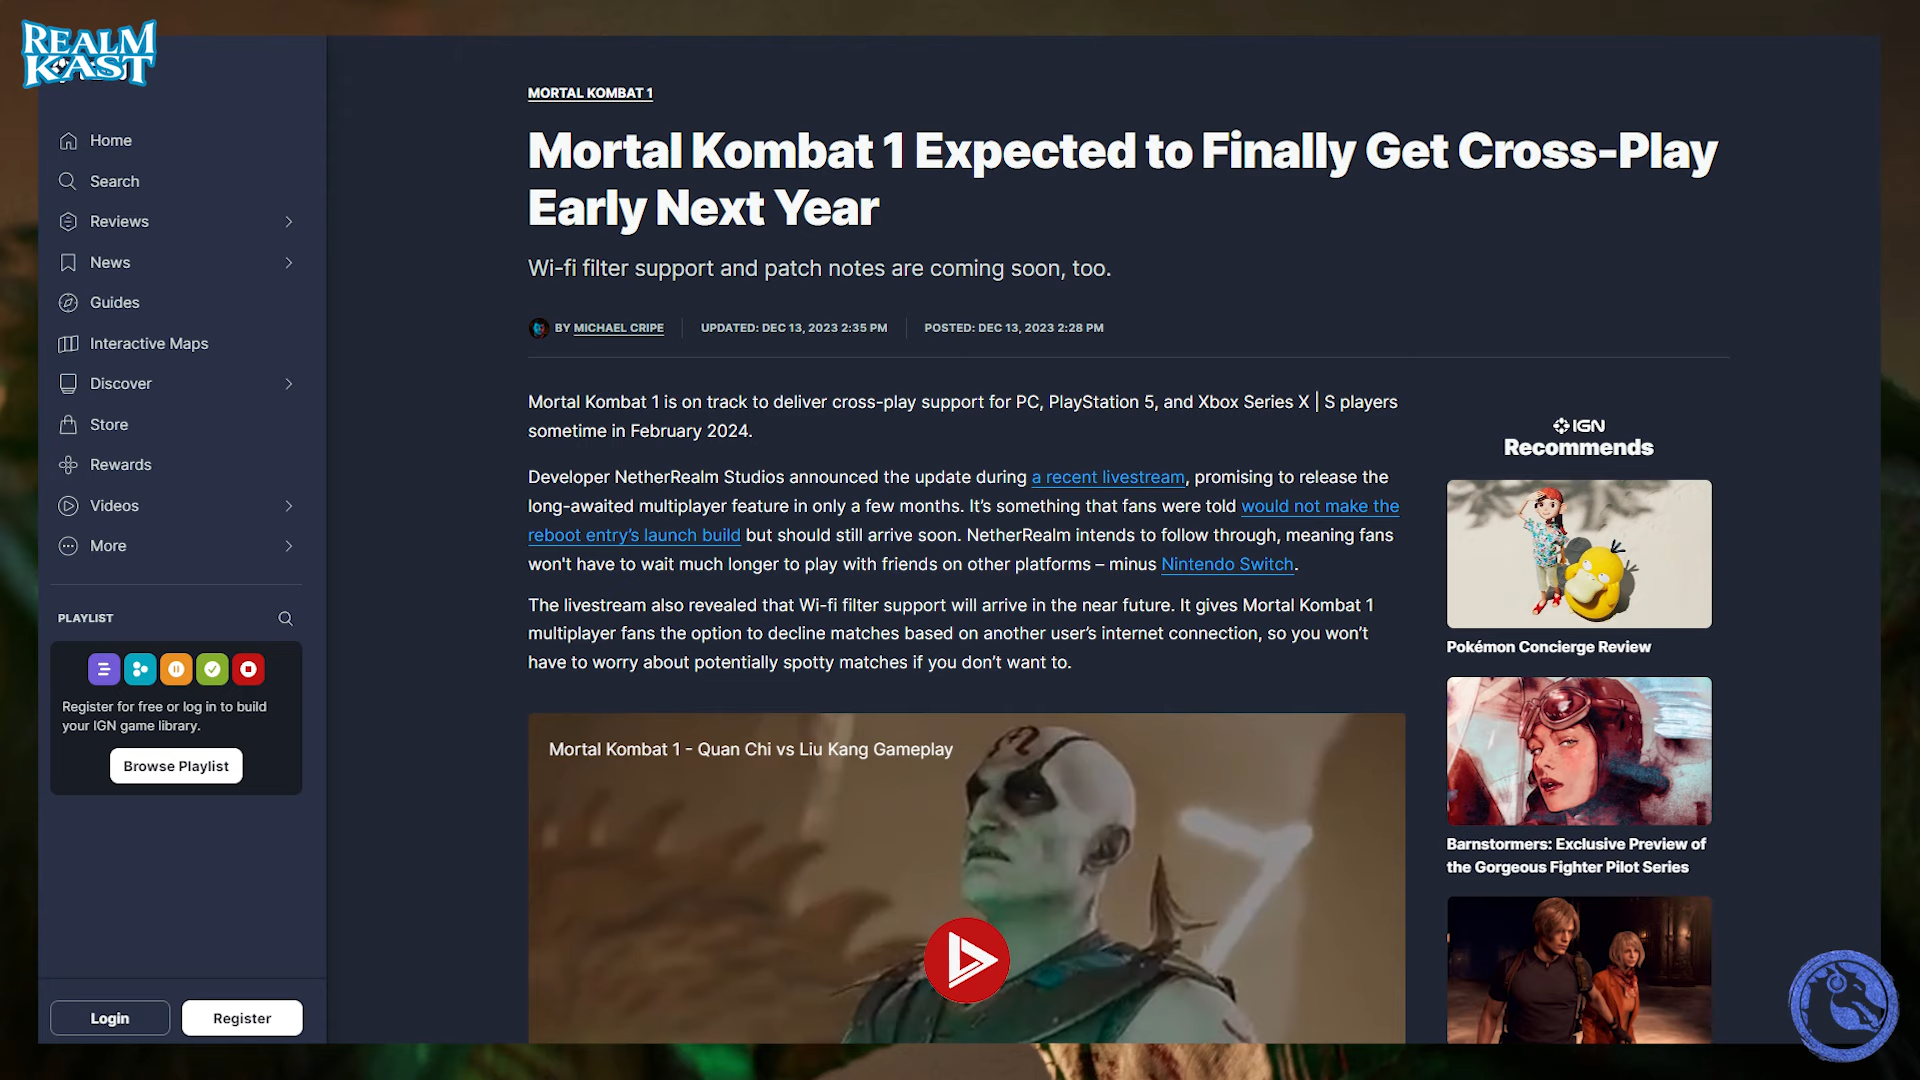 REALM
KAST
Home
Search
Reviews
News
Guides
Interactive Maps
Discover
Store
Rewards
Videos
More
PLAYLIST
Register for free or log in to build
your IGN game library.
Browse Playlist
Login
Register
MORTAL KOMBAT 1
Mortal Kombat 1 Expected to Finally Get Cross-Play
Early Next Year
Wi-fi filter support and patch notes are coming soon, too.
BY MICHAEL CRIPE
UPDATED: DEC 13, 2023 2:35 PM
POSTED: DEC 13, 2023 2:28 PM
Mortal Kombat 1 is on track to deliver cross-play support for PC, PlayStation 5, and Xbox Series X | S players
sometime in February 2024.
Developer NetherRealm Studios announced the update during a recent livestream, promising to release the
long-awaited multiplayer feature in only a few months. It’s something that fans were told would not make the
reboot entry’s launch build but should still arrive soon. NetherRealm intends to follow through, meaning fans
won't have to wait much longer to play with friends on other platforms – minus Nintendo Switch.
The livestream also revealed that Wi-fi filter support will arrive in the near future. It gives Mortal Kombat 1
multiplayer fans the option to decline matches based on another user’s internet connection, so you won’t
have to worry about potentially spotty matches if you don’t want to.
Mortal Kombat 1 - Quan Chi vs Liu Kang Gameplay
IGN
Recommends
Pokémon Concierge Review
Barnstormers: Exclusive Preview of
the Gorgeous Fighter Pilot Series